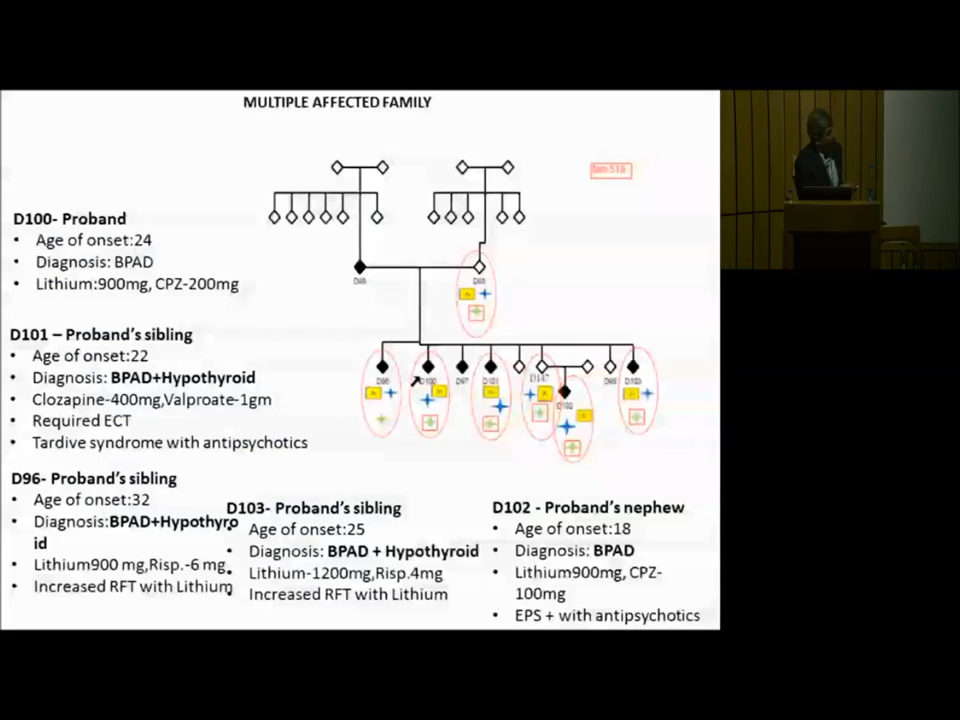 MULTIPLE AFFECTED FAMILY
D100- Proband
• Age of onset:24
• Diagnosis: BPAD
• Lithium:900mg, CPZ-200mg
D101 – Proband's sibling
• Age of onset:22
• Diagnosis: BPAD+Hypothyroid
• Clozapine-400mg,Valproate-1gm
• Required ECT
• Tardive syndrome with antipsychotics
D96- Proband's sibling
• Age of onset:32
• Diagnosis:BPAD+Hypothyro
id
• Lithium900 mg,Risp.-6 mg
• Increased RFT with Lithium
D96
D100
D97
D101
D147
D102
D103
D103- Proband's sibling
• Age of onset:25
• Diagnosis: BPAD + Hypothyroid
• Lithium-1200mg,Risp.4mg
• Increased RFT with Lithium
D102 - Proband's nephew
• Age of onset:18
• Diagnosis: BPAD
• Lithium900mg, CPZ-
100mg
• EPS + with antipsychotics